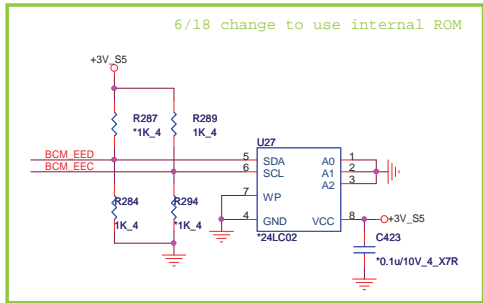 6/18 change to use internal ROM
+3V_S5
R287
*1K_4
R289
1K_4
BCM_EED
BCM_EEC
U27
5 SDA A0 1
6 SCL A1 2
A2 3
7 WP
4 GND VCC 8
+3V_S5
*24LC02
R284
1K_4
R294
*1K_4
C423
*0.1u/10V_4_X7R